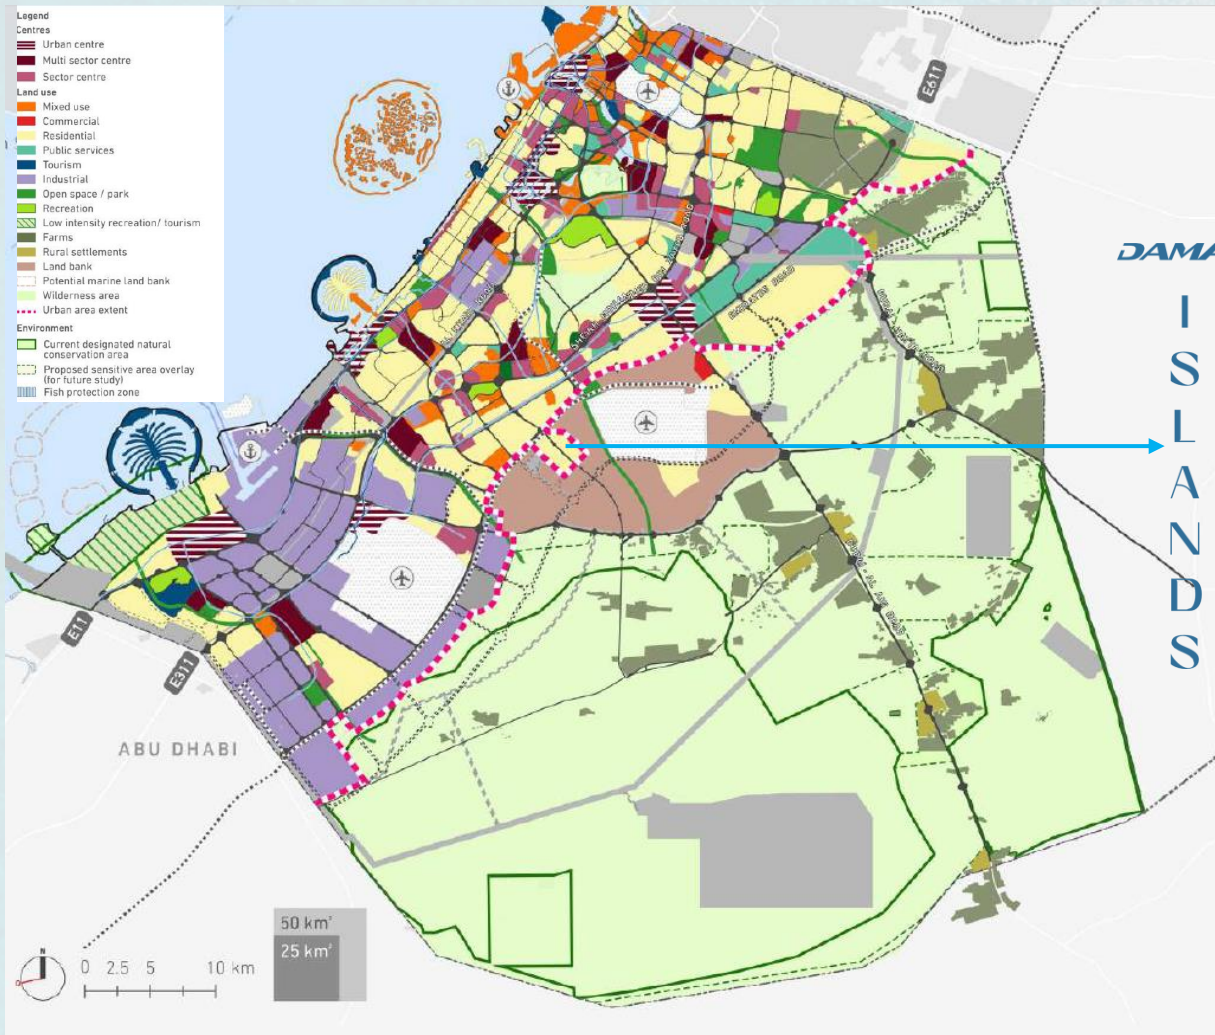 Legend
Centres
Urban centre
Multi sector centre
Sector centre
Land use
Mixed use
Commercial
Residential
Public services
Tourism
Industrial
Open space / park
Recreation
Low intensity recreation/ tourism
Farms
Rural settlements
Land bank
Potential marine land bank
Wilderness area
Urban area extent
Environment
Current designated natural
conservation area
Proposed sensitive area overlay
(for future study)
Fish protection zone
E611
DAMA
ISLANDS
EMIRATES ROAD
E11
E311
ABU DHABI
50 km²
25 km²
N
0 2.5 5 10 km